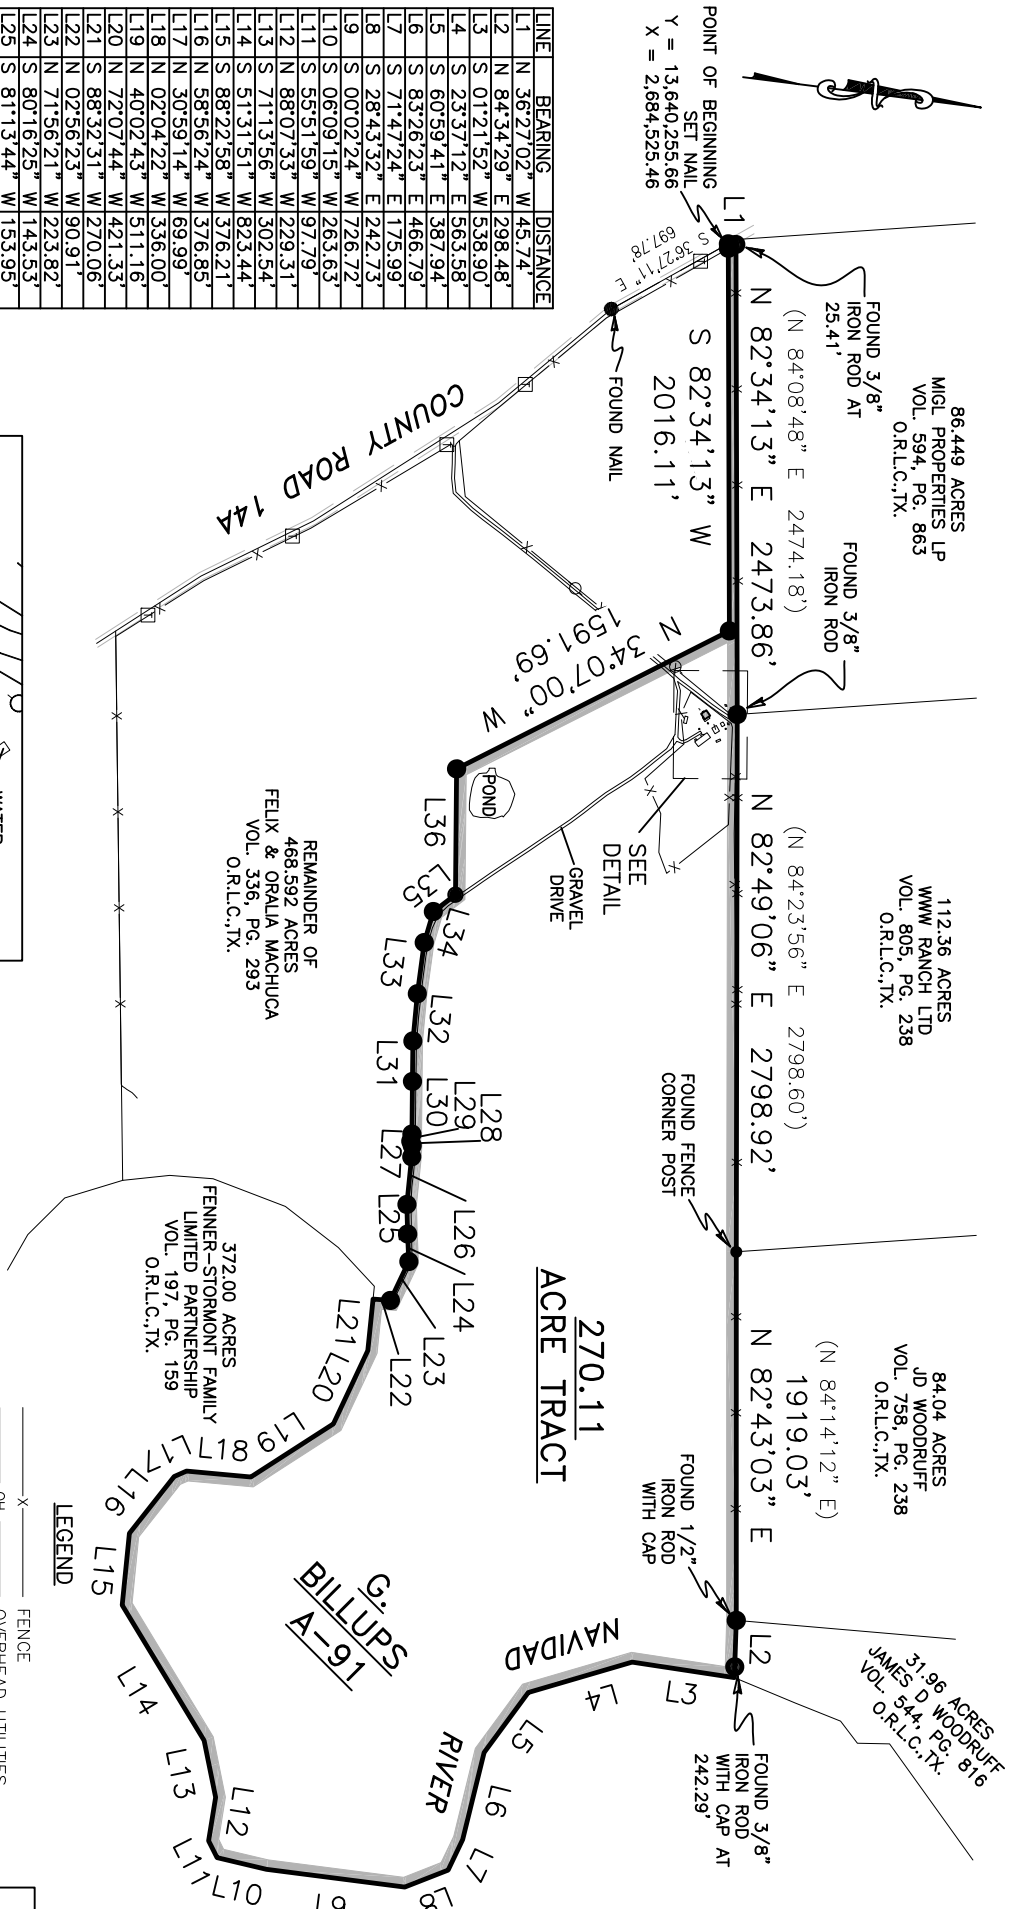 86.449 ACRES
MIGL PROPERTIES LP
VOL. 594, PG. 863
O.R.L.C.,TX.
112.36 ACRES
WWW RANCH LTD
VOL. 805, PG. 238
O.R.L.C.,TX.
84.04 ACRES
JD WOODRUFF
VOL. 758, PG. 238
O.R.L.C.,TX.
31.96 ACRES
JAMES D WOODRUFF
VOL. 544, PG. 816
O.R.L.C.,TX.
POINT OF BEGINNING
SET NAIL
Y = 13,640,255.66
X = 2,684,525.46
L1
FOUND 3/8"
IRON ROD AT
25.41'
FOUND 3/8"
IRON ROD
(N 84°08'48" E 2474.18')
N 82°34'13" E 2473.86'
S 82°34'13" W
2016.11'
(N 84°23'56" E 2798.60')
N 82°49'06" E 2798.92'
(N 84°14'12" E)
1919.03'
N 82°43'03" E
FOUND FENCE
CORNER POST
FOUND 1/2"
IRON ROD
WITH CAP
L2
FOUND 3/8"
IRON ROD
WITH CAP AT
242.29'
S 36°27'11" E
697.78'
FOUND NAIL
COUNTY ROAD 14A
N 34°07'00" W
1591.69'
SEE
DETAIL
GRAVEL
DRIVE
POND
L36
L35
L34
L33
L32
L31
L30
L29
L28
L27
L26
L25
L24
L23
L22
L21
L20
L19
L18
L17
L16
L15
L14
L13
L12
L11
L10
L9
L8
L7
L6
L5
L4
L3
NAVIDAD
RIVER
270.11
ACRE TRACT
G.
BILLUPS
A-91
REMAINDER OF
468.592 ACRES
FELIX & ORALIA MACHUCA
VOL. 336, PG. 293
O.R.L.C.,TX.
372.00 ACRES
FENNER-STORMONT FAMILY
LIMITED PARTNERSHIP
VOL. 197, PG. 159
O.R.L.C.,TX.
LINE BEARING DISTANCE
L1 N 36°27'02" W 45.74'
L2 N 84°34'29" E 298.48'
L3 S 01°21'52" W 538.90'
L4 S 23°37'12" E 563.58'
L5 S 60°59'41" E 387.94'
L6 S 83°26'23" E 466.79'
L7 S 71°47'24" E 175.99'
L8 S 28°43'32" E 242.73'
L9 S 00°02'24" W 726.72'
L10 S 06°09'15" W 263.63'
L11 S 55°51'59" W 97.79'
L12 N 88°07'33" W 229.31'
L13 S 71°13'56" W 302.54'
L14 S 51°31'51" W 823.44'
L15 S 88°22'58" W 376.21'
L16 N 58°56'24" W 376.85'
L17 N 30°59'14" W 69.99'
L18 N 02°04'22" W 336.00'
L19 N 40°02'43" W 511.16'
L20 N 72°07'44" W 421.33'
L21 S 88°32'31" W 270.06'
L22 N 02°56'23" W 90.91'
L23 N 71°56'21" W 223.82'
L24 S 80°16'25" W 143.53'
L25 S 81°13'44" W 153.95'
WATER
LEGEND
X FENCE
OH OVERHEAD UTILITIES